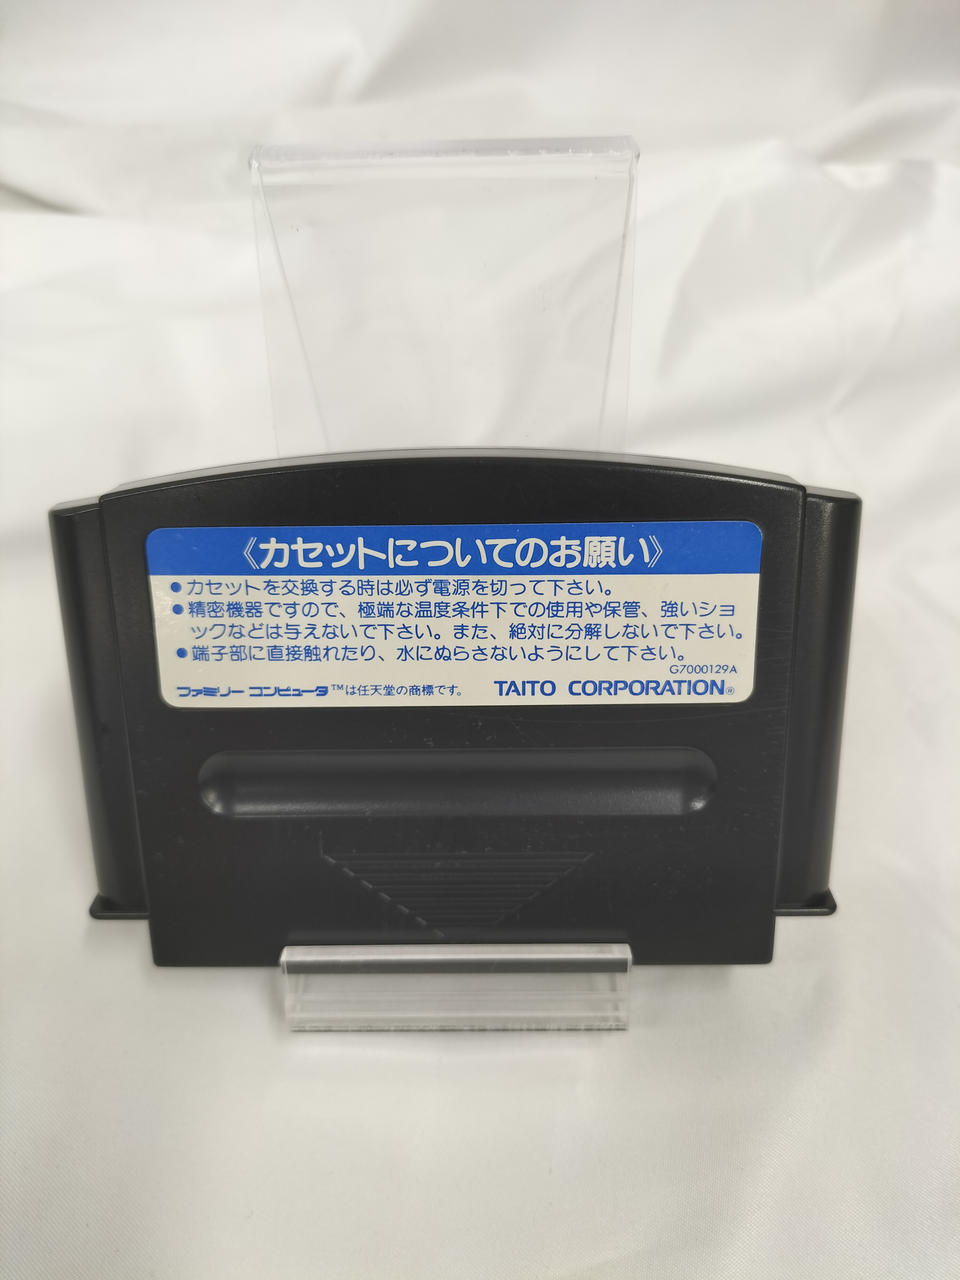 《カセットについてのお願い》
●カセットを交換する時は必ず電源を切って下さい。
●精密機器ですので、極端な温度条件下での使用や保管、強いショ
ックなどは与えないで下さい。また、絶対に分解しないで下さい。
●端子部に直接触れたり、水にぬらさないようにして下さい。
G7000129A
ファミリーコンピュータ™は任天堂の商標です。 TAITO CORPORATION®